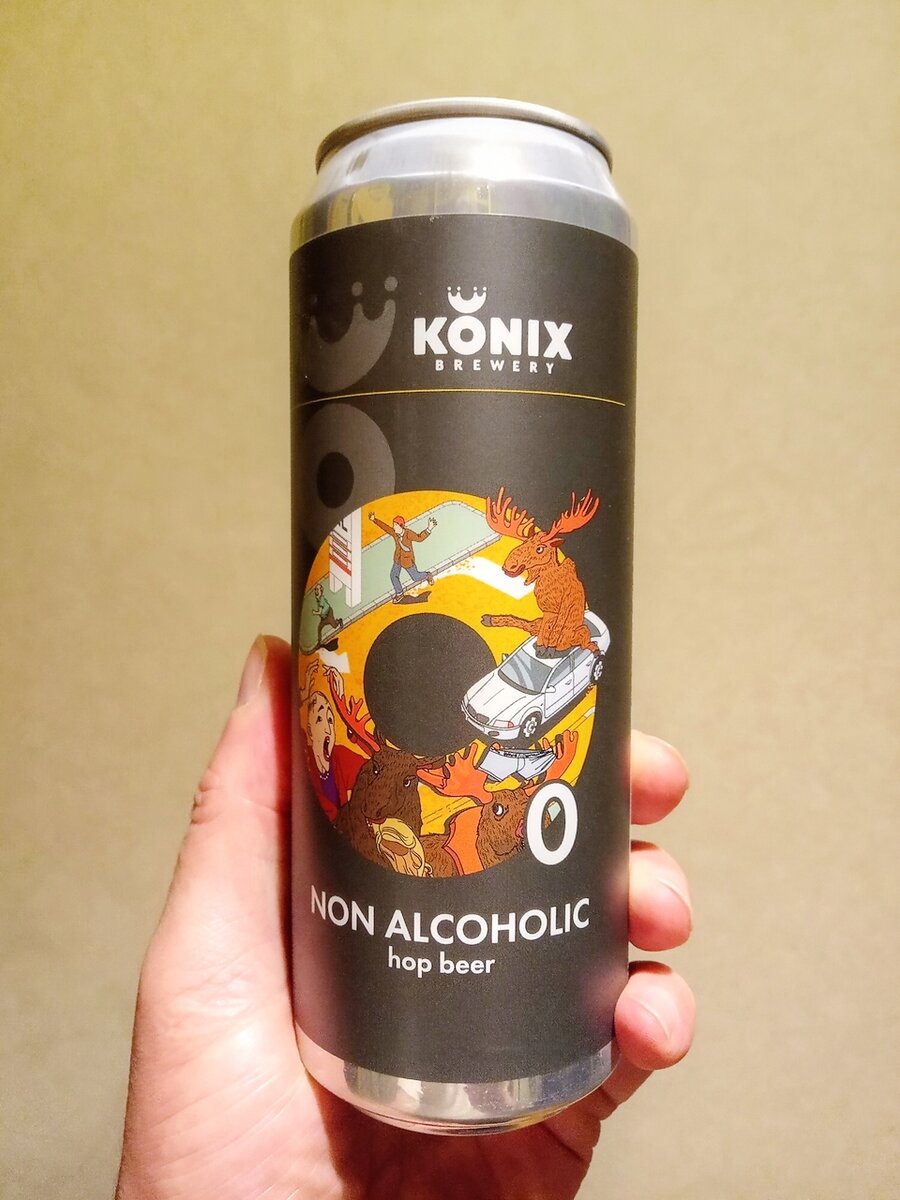 KONIX
BREWERY
0
NON ALCOHOLIC
hop beer